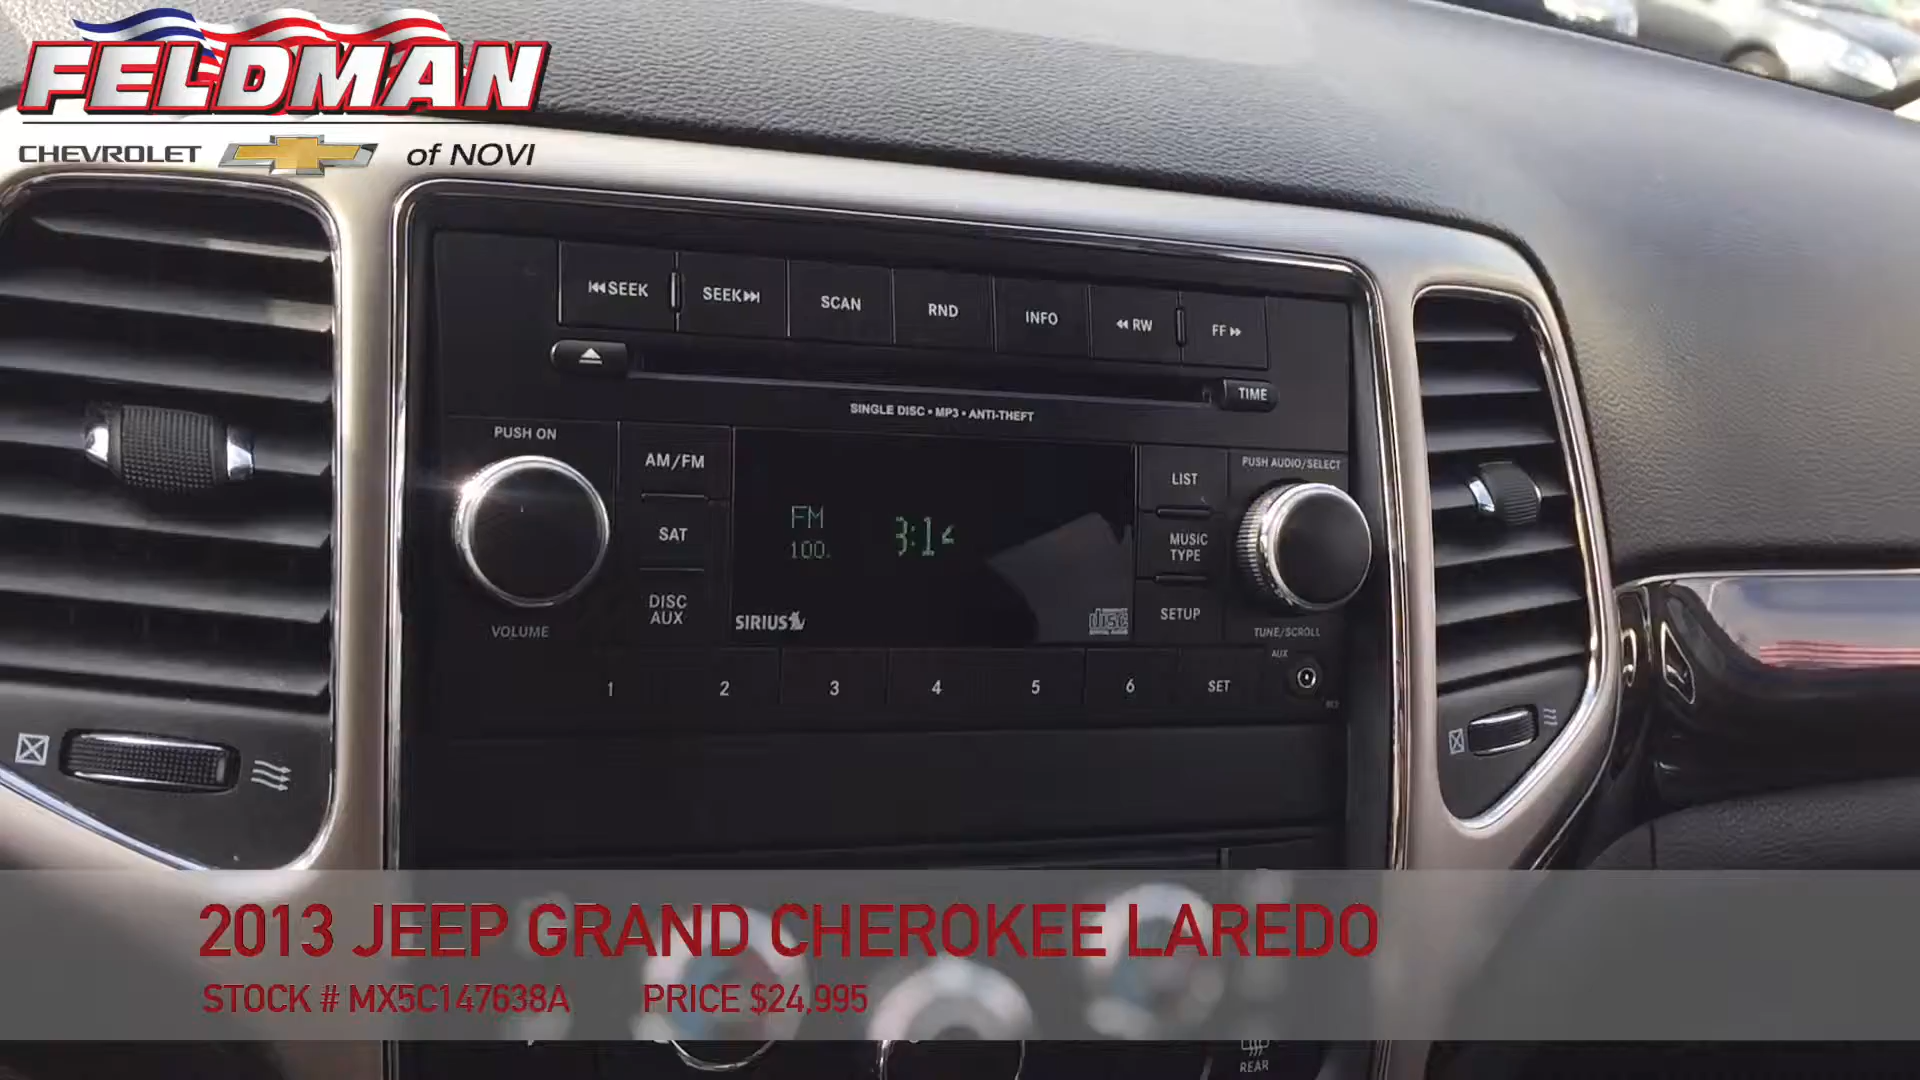 FELDMAN
CHEVROLET of NOVI
SEEK SEEK SCAN RND INFO RW FF
TIME
SINGLE DISC • MP3 • ANTI-THEFT
PUSH ON
PUSH AUDIO/SELECT
AM/FM
LIST
FM
100.
SAT
MUSIC
TYPE
DISC
AUX
SETUP
SIRIUS
disc
VOLUME
TUNE/SCROLL
AUX
1 2 3 4 5 6 SET
2013 JEEP GRAND CHEROKEE LAREDO
STOCK # MX5C147638A PRICE $24,995
REAR